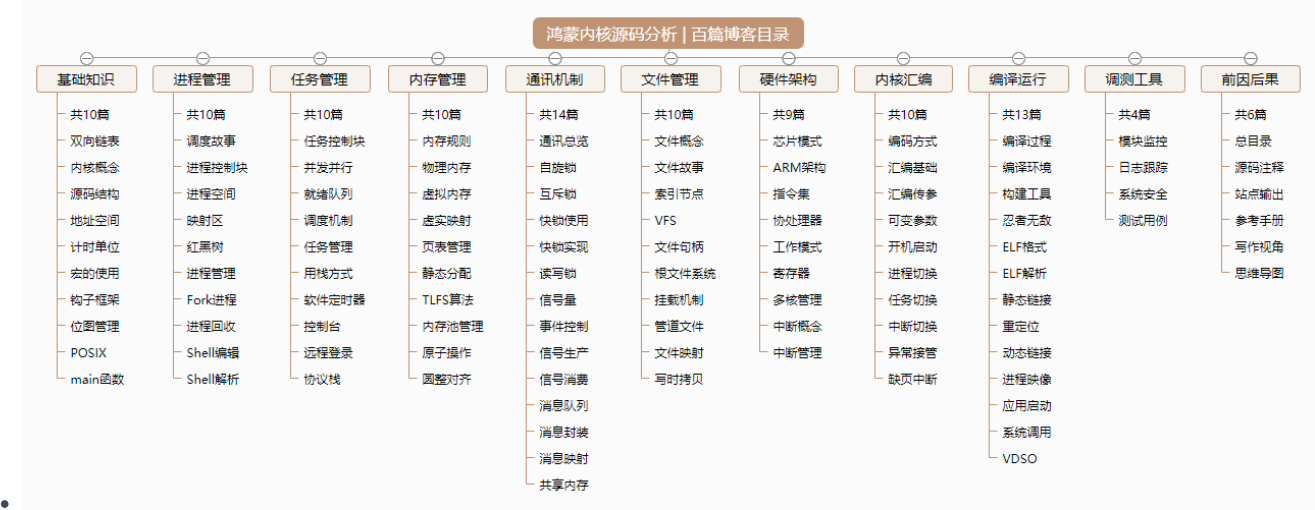 鸿蒙内核源码分析 | 百篇博客目录
基础知识
共10篇
双向链表
内核概念
源码结构
地址空间
计时单位
宏的使用
钩子框架
位图管理
POSIX
main函数
进程管理
共10篇
调度故事
进程控制块
进程空间
映射区
红黑树
进程管理
Fork进程
进程回收
Shell编辑
Shell解析
任务管理
共10篇
任务控制块
并发并行
就绪队列
调度机制
任务管理
用栈方式
软件定时器
控制台
远程登录
协议栈
内存管理
共10篇
内存规则
物理内存
虚拟内存
虚实映射
页表管理
静态分配
TLFS算法
内存池管理
原子操作
圆整对齐
通讯机制
共14篇
通讯总览
自旋锁
互斥锁
快锁使用
快锁实现
读写锁
信号量
事件控制
信号生产
信号消费
消息队列
消息封装
消息映射
共享内存
文件管理
共10篇
文件概念
文件故事
索引节点
VFS
文件句柄
根文件系统
挂载机制
管道文件
文件映射
写时拷贝
硬件架构
共9篇
芯片模式
ARM架构
指令集
协处理器
工作模式
寄存器
多核管理
中断概念
中断管理
内核汇编
共10篇
编码方式
汇编基础
汇编传参
可变参数
开机启动
进程切换
任务切换
中断切换
异常接管
缺页中断
编译运行
共13篇
编译过程
编译环境
构建工具
忍者无敌
ELF格式
ELF解析
静态链接
重定位
动态链接
进程映像
应用启动
系统调用
VDSO
调测工具
共4篇
模块监控
日志跟踪
系统安全
测试用例
前因后果
共6篇
总目录
源码注释
站点输出
参考手册
写作视角
思维导图